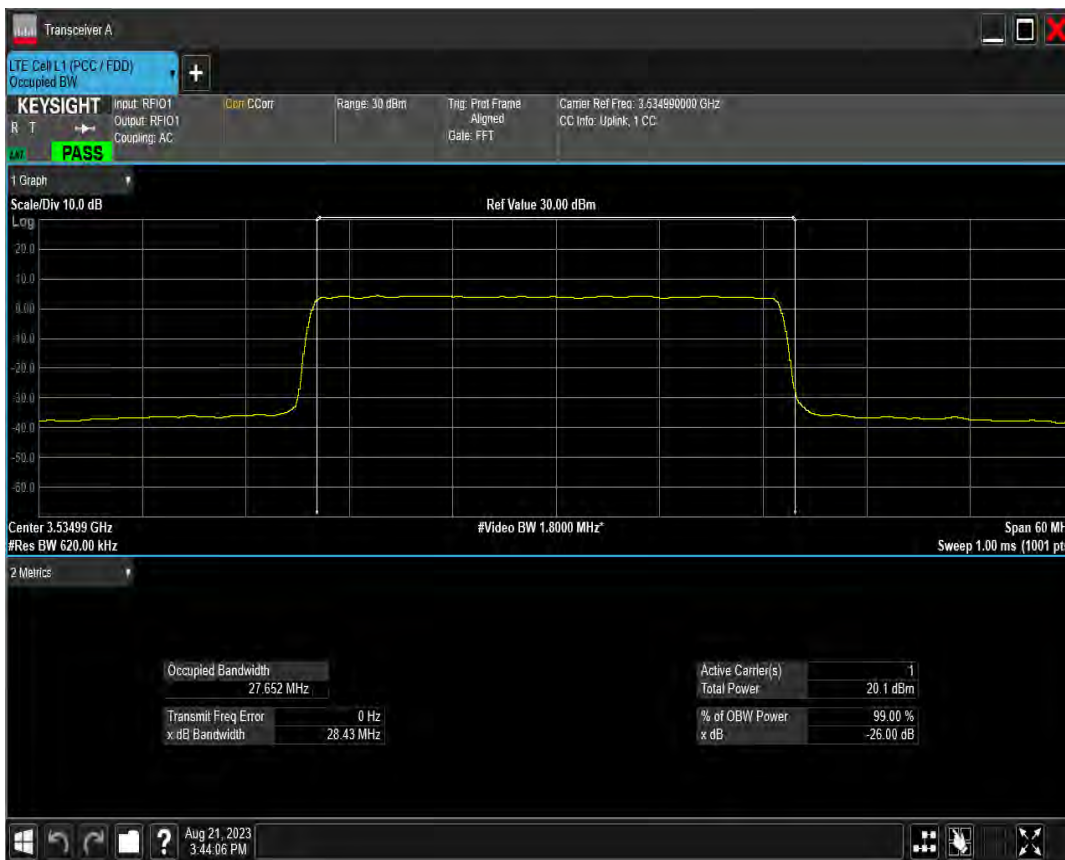 Transceiver A
LTE Cell L1 (PCC / FDD)
Occupied BW
+
KEYSIGHT
R T
PASS
Input: RFIO1
Output: RFIO1
Coupling: AC
Corr CCorr
Range: 30 dBm
Trig: Prot Frame
Aligned
Gate: FFT
Carrier Ref Freq: 3.534990000 GHz
CC Info: Uplink, 1 CC
1 Graph
Scale/Div 10.0 dB
Ref Value 30.00 dBm
Log
20.0
10.0
0.00
-10.0
-20.0
-30.0
-40.0
-50.0
-60.0
Center 3.53499 GHz
#Video BW 1.8000 MHz*
Span 60 MH
#Res BW 620.00 kHz
Sweep 1.00 ms (1001 pt
2 Metrics
Occupied Bandwidth
27.652 MHz
Transmit Freq Error 0 Hz
x dB Bandwidth 28.43 MHz
Active Carrier(s) 1
Total Power 20.1 dBm
% of OBW Power 99.00 %
x dB -26.00 dB
?
Aug 21, 2023
3:44:06 PM